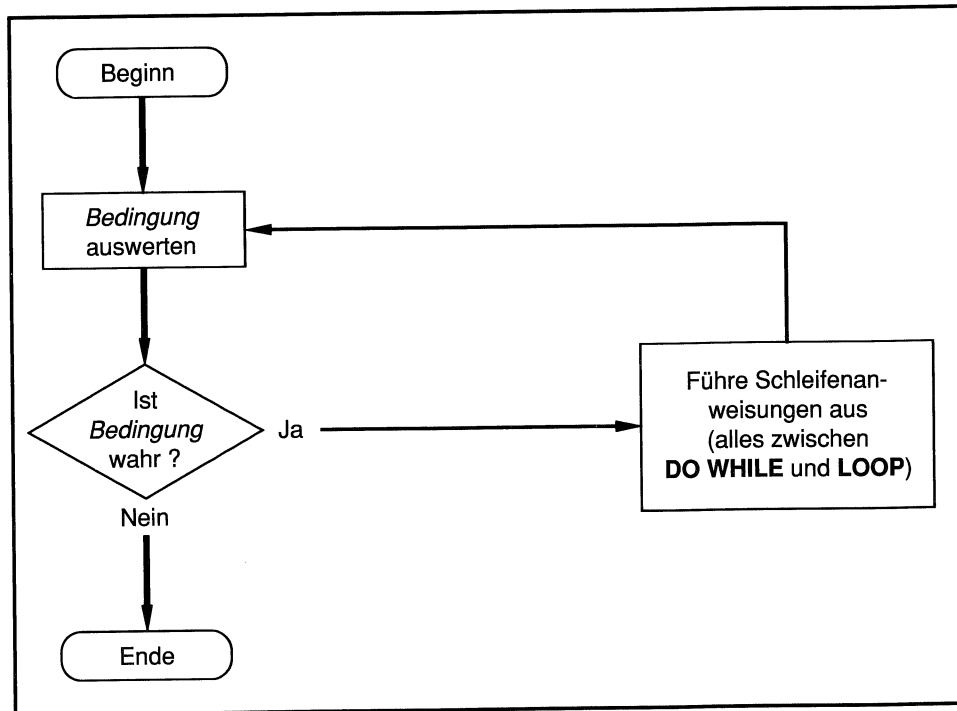 Beginn
Bedingung
auswerten
Ist
Bedingung
wahr ?
Ja
Führe Schleifenan-
weisungen aus
(alles zwischen
DO WHILE und LOOP)
Nein
Ende